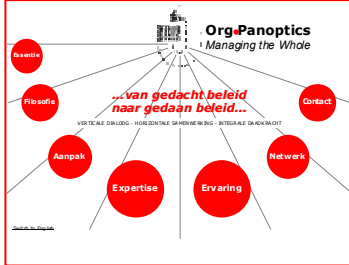 Org•Panoptics
Managing the Whole
Essentie
...van gedacht beleid
naar gedaan beleid...
Filosofie
Contact
VERTICALE DIALOOG - HORIZONTALE SAMENWERKING - INTEGRALE DAADKRACHT
Aanpak
Netwerk
Expertise
Ervaring
Switch to English